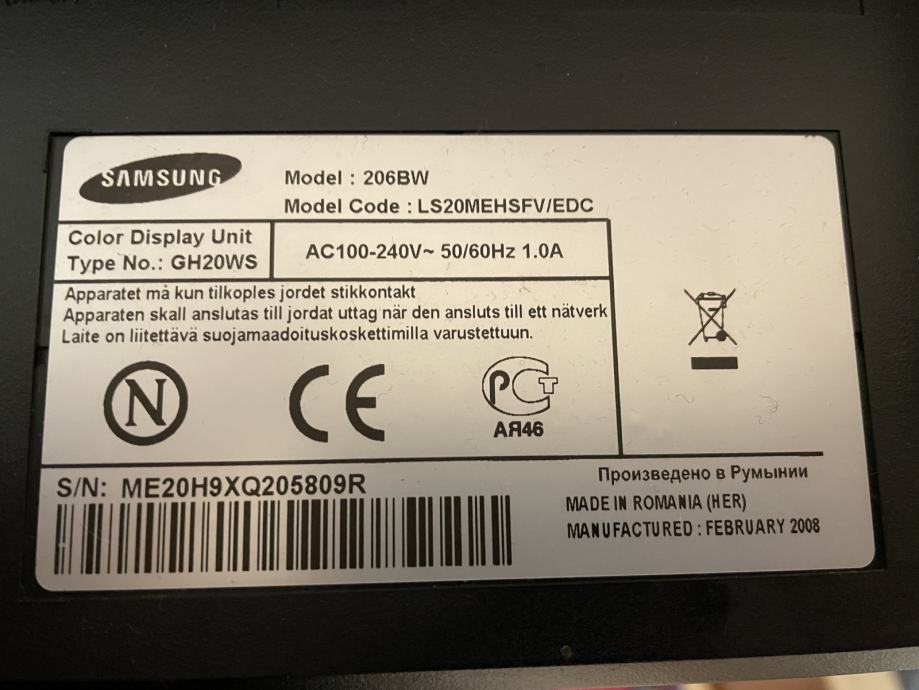 SAMSUNG
Model : 206BW
Model Code : LS20MEHSFV/EDC
Color Display Unit
Type No.: GH20WS
AC100-240V~ 50/60Hz 1.0A
Apparatet må kun tilkoples jordet stikkontakt
Apparaten skall anslutas till jordat uttag när den ansluts till ett nätverk
Laite on liitettävä suojamaadoituskoskettimilla varustettuun.
N
CE
PCT
АЯ46
S/N: ME20H9XQ205809R
Произведено в Румынии
MADE IN ROMANIA (HER)
MANUFACTURED : FEBRUARY 2008